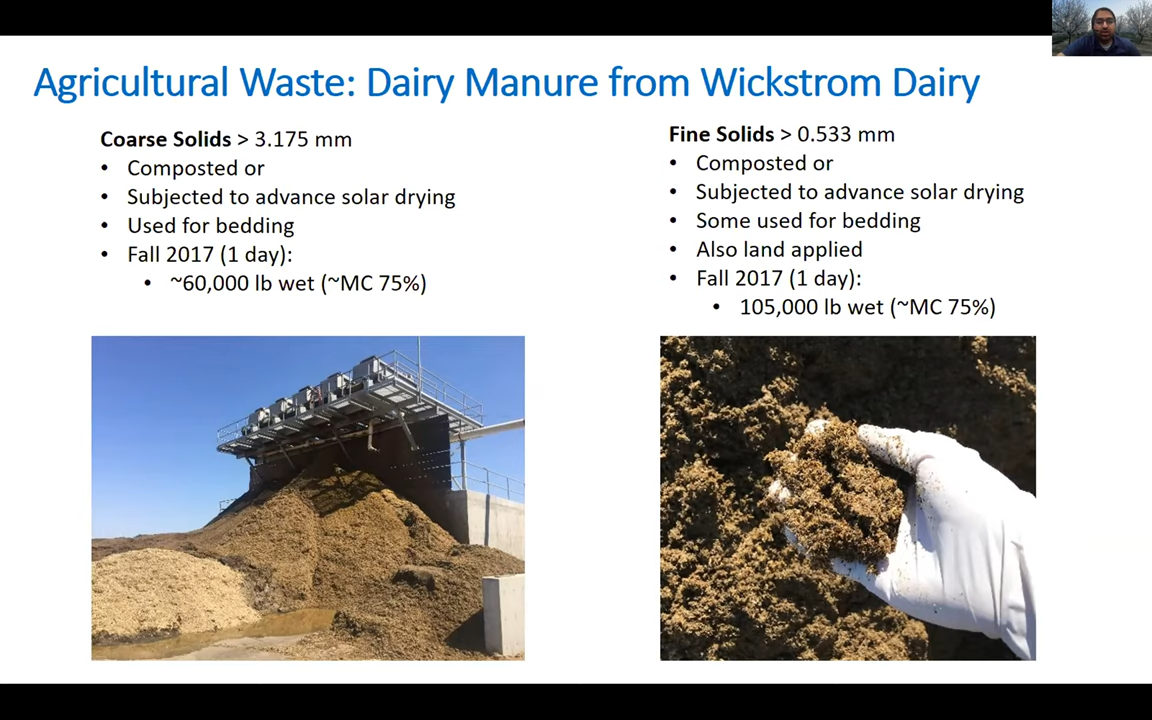 Agricultural Waste: Dairy Manure from Wickstrom Dairy
Coarse Solids > 3.175 mm
• Composted or
• Subjected to advance solar drying
• Used for bedding
• Fall 2017 (1 day):
• ~60,000 lb wet (~MC 75%)
Fine Solids > 0.533 mm
• Composted or
• Subjected to advance solar drying
• Some used for bedding
• Also land applied
• Fall 2017 (1 day):
• 105,000 lb wet (~MC 75%)